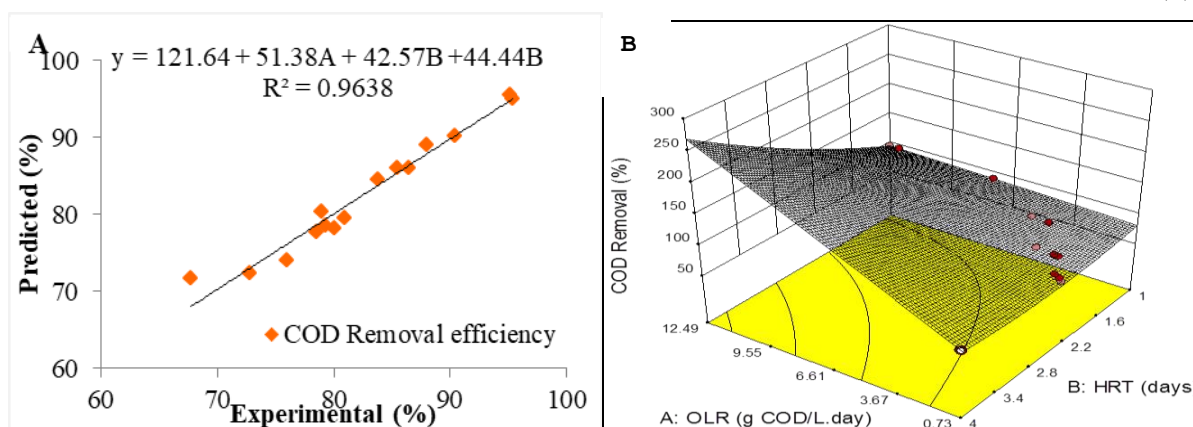 A
y = 121.64 + 51.38A + 42.57B +44.44B
R² = 0.9638
100
90
80
70
60
Predicted (%)
COD Removal efficiency
60 70 80 90 100
Experimental (%)
B
300
250
200
150
100
50
COD Removal (%)
12.49
9.55
6.61
3.67
0.73
A: OLR (g COD/L.day)
4
3.4
2.8
2.2
1.6
1
B: HRT (days